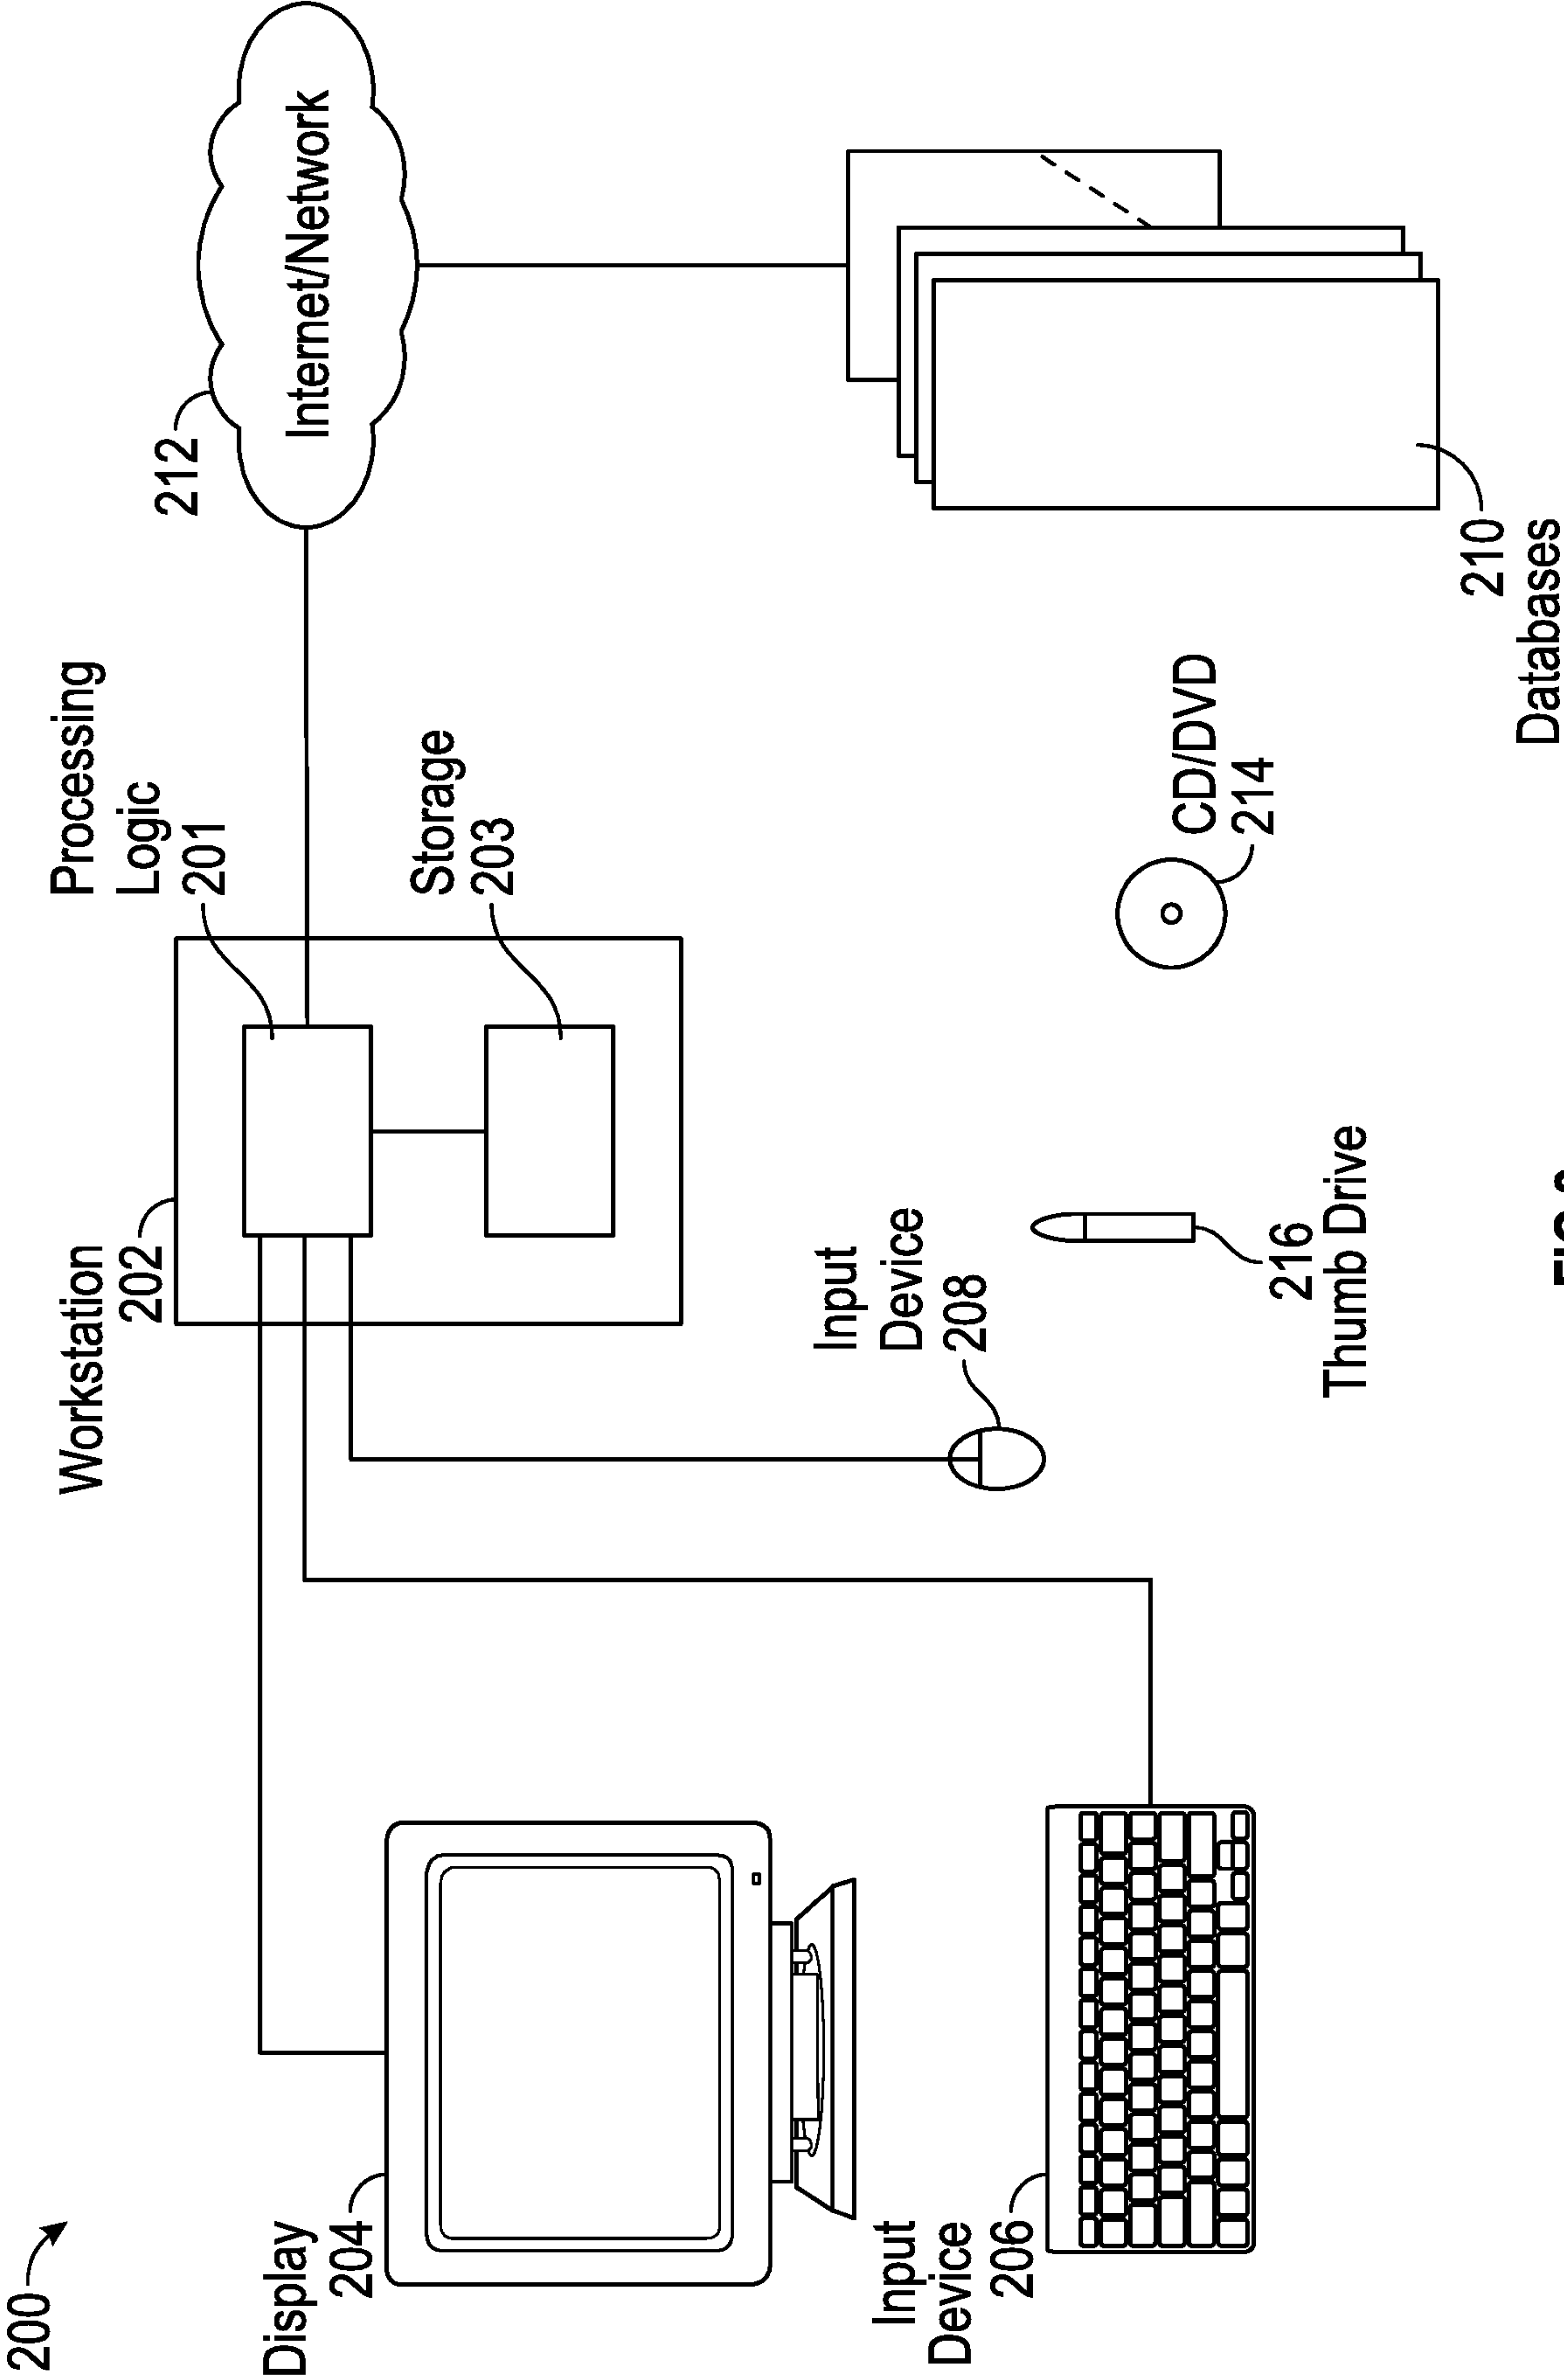 200
Display
204
Input
Device
206
Workstation
202
Input
Device
208
216
Thumb Drive
Processing
Logic
201
Storage
203
CD/DVD
214
212
Internet/Network
210
Databases